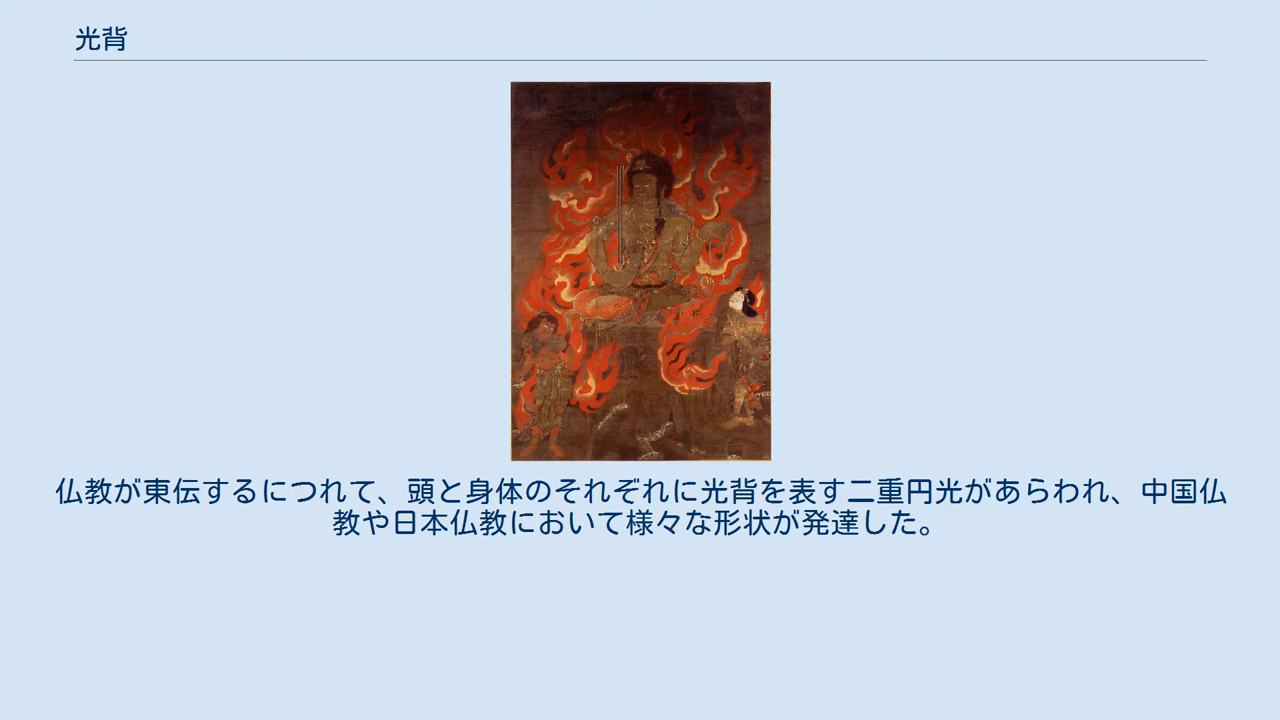 光背
仏教が東伝するにつれて、頭と身体のそれぞれに光背を表す二重円光があらわれ、中国仏
教や日本仏教において様々な形状が発達した。